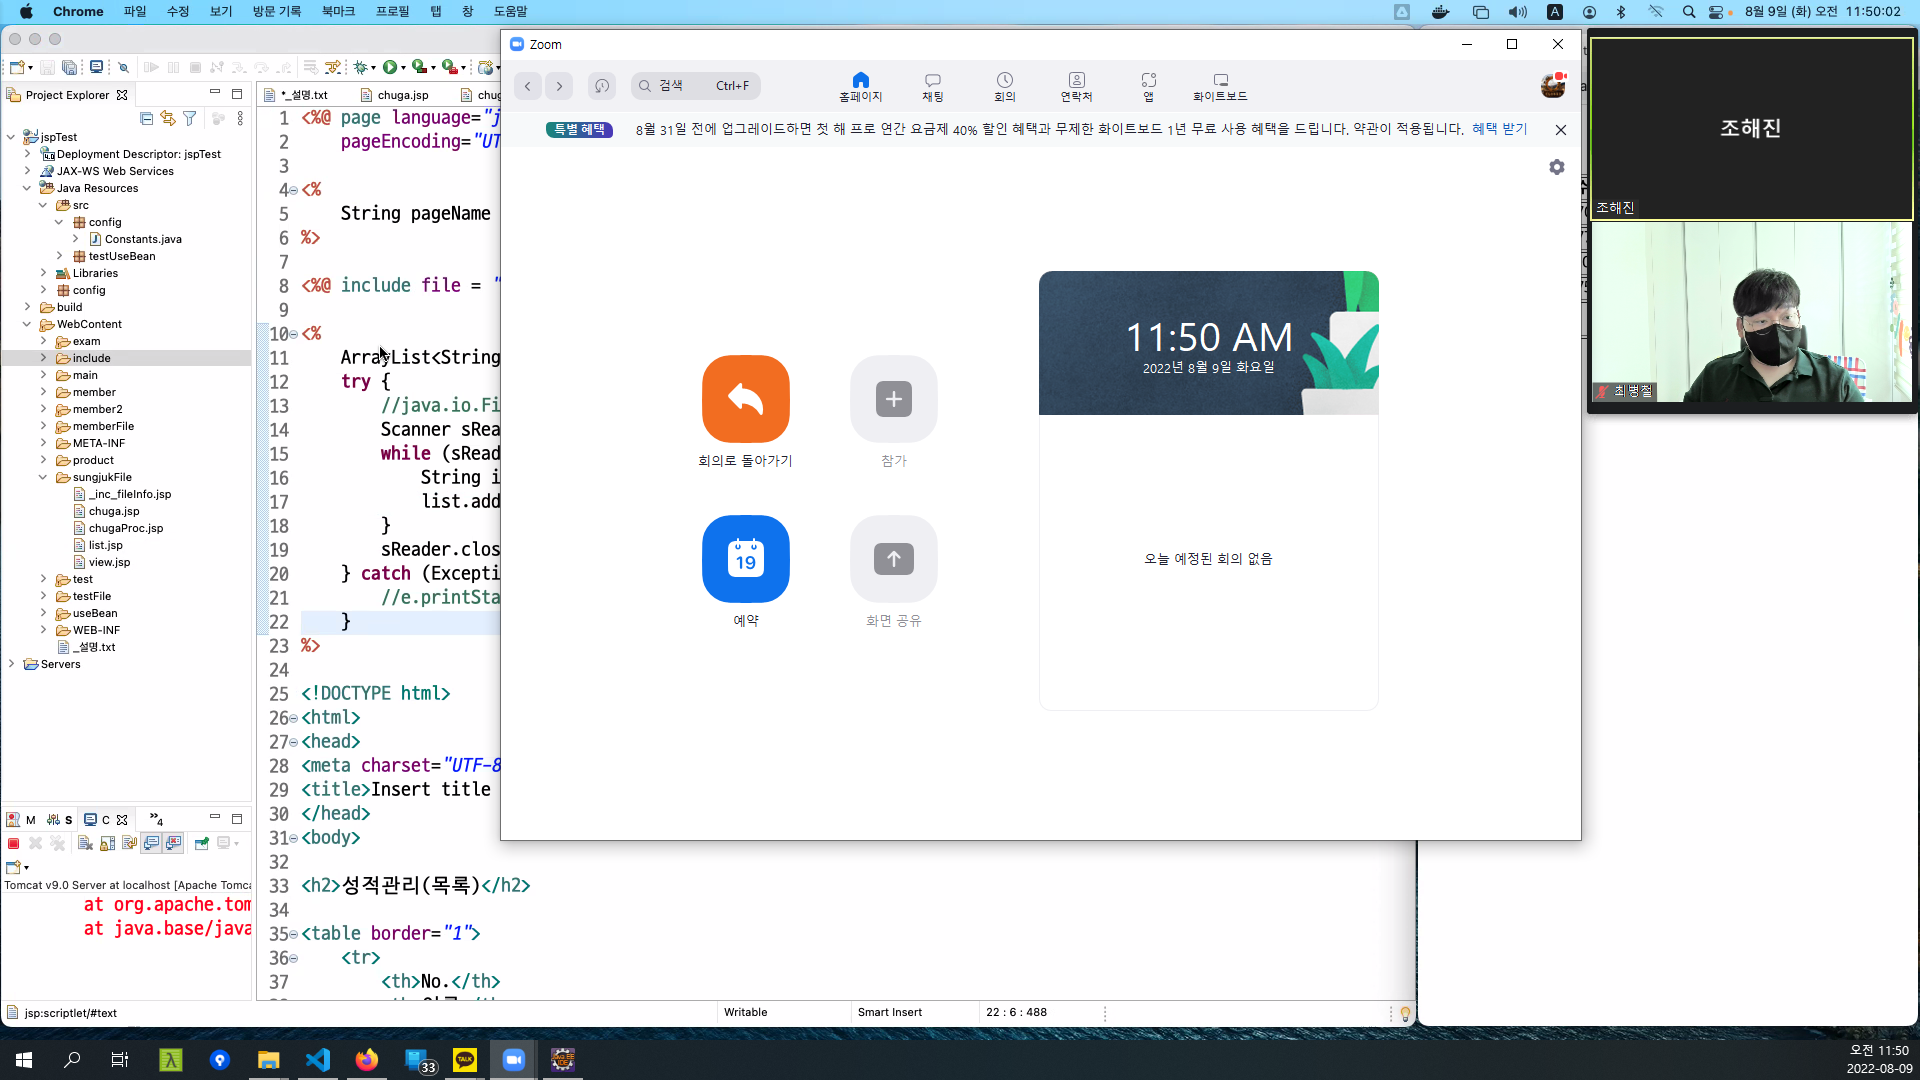 Chrome 파일 수정 보기 방문 기록 북마크 프로필 탭 창 도움말
A 8월 9일 (화) 오전 11:50:02
Project Explorer
jspTest
Deployment Descriptor: jspTest
JAX-WS Web Services
Java Resources
src
config
Constants.java
testUseBean
Libraries
config
build
WebContent
exam
include
main
member
member2
memberFile
META-INF
product
sungjukFile
_inc_fileInfo.jsp
chuga.jsp
chugaProc.jsp
list.jsp
view.jsp
test
testFile
useBean
WEB-INF
_설명.txt
Servers
M S C 4
Tomcat v9.0 Server at localhost [Apache Tomca
at org.apache.tom
at java.base/java
*_설명.txt chuga.jsp chug
1 <%@ page language="j
2 pageEncoding="UT
3
4 <%
5 String pageName
6 %>
7
8 <%@ include file = "
9
10 <%
11 ArrayList<String
12 try {
13 //java.io.Fi
14 Scanner sRea
15 while (sRead
16 String i
17 list.add
18 }
19 sReader.clos
20 } catch (Excepti
21 //e.printSta
22 }
23 %>
24
25 <!DOCTYPE html>
26 <html>
27 <head>
28 <meta charset="UTF-8
29 <title>Insert title
30 </head>
31 <body>
32
33 <h2>성적관리(목록)</h2>
34
35 <table border="1">
36 <tr>
37 <th>No.</th>
jsp:scriptlet/#text Writable Smart Insert 22 : 6 : 488
Zoom
검색 Ctrl+F
홈페이지 채팅 회의 연락처 앱 화이트보드
특별 혜택 8월 31일 전에 업그레이드하면 첫 해 프로 연간 요금제 40% 할인 혜택과 무제한 화이트보드 1년 무료 사용 혜택을 드립니다. 약관이 적용됩니다. 혜택 받기
회의로 돌아가기 참가
19
예약 화면 공유
11:50 AM
2022년 8월 9일 화요일
오늘 예정된 회의 없음
조해진
조해진
최병철
33
TALK
오전 11:50
2022-08-09